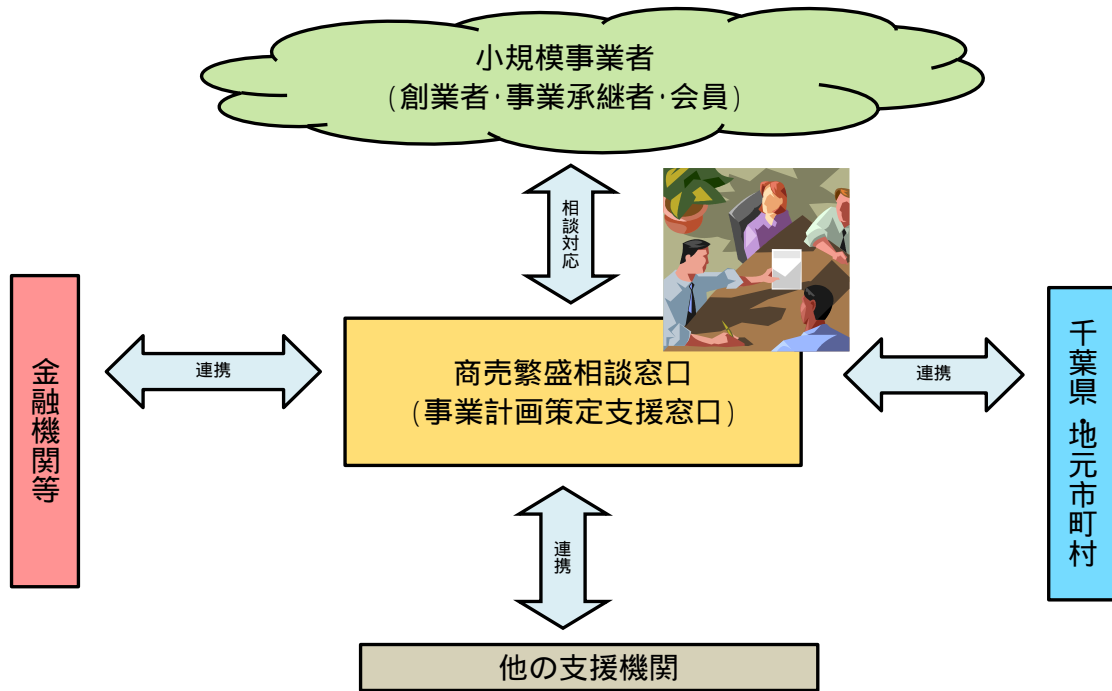 小規模事業者
(創業者・事業承継者・会員)
相談対応
金融機関等
連携
商売繁盛相談窓口
(事業計画策定支援窓口)
連携
千葉県・地元市町村
連携
他の支援機関